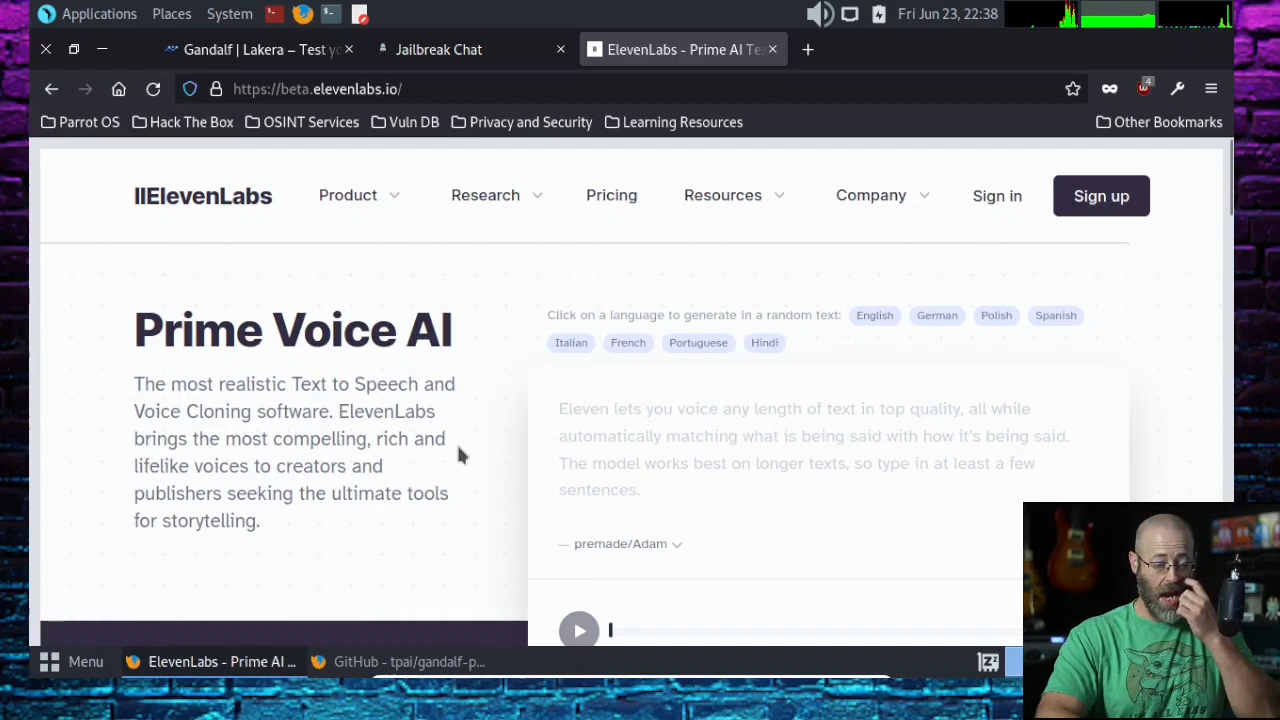 Applications Places System Fri Jun 23, 22:38
Gandalf | Lakera – Test yo Jailbreak Chat ElevenLabs - Prime AI Te
https://beta.elevenlabs.io/ 4
Parrot OS Hack The Box OSINT Services Vuln DB Privacy and Security Learning Resources Other Bookmarks
IIElevenLabs Product Research Pricing Resources Company Sign in Sign up
Prime Voice AI
The most realistic Text to Speech and
Voice Cloning software. ElevenLabs
brings the most compelling, rich and
lifelike voices to creators and
publishers seeking the ultimate tools
for storytelling.
Click on a language to generate in a random text: English German Polish Spanish
Italian French Portuguese Hindi
Eleven lets you voice any length of text in top quality, all while
automatically matching what is being said with how it's being said.
The model works best on longer texts, so type in at least a few
sentences.
— premade/Adam
Menu ElevenLabs - Prime AI ... GitHub - tpai/gandalf-p...